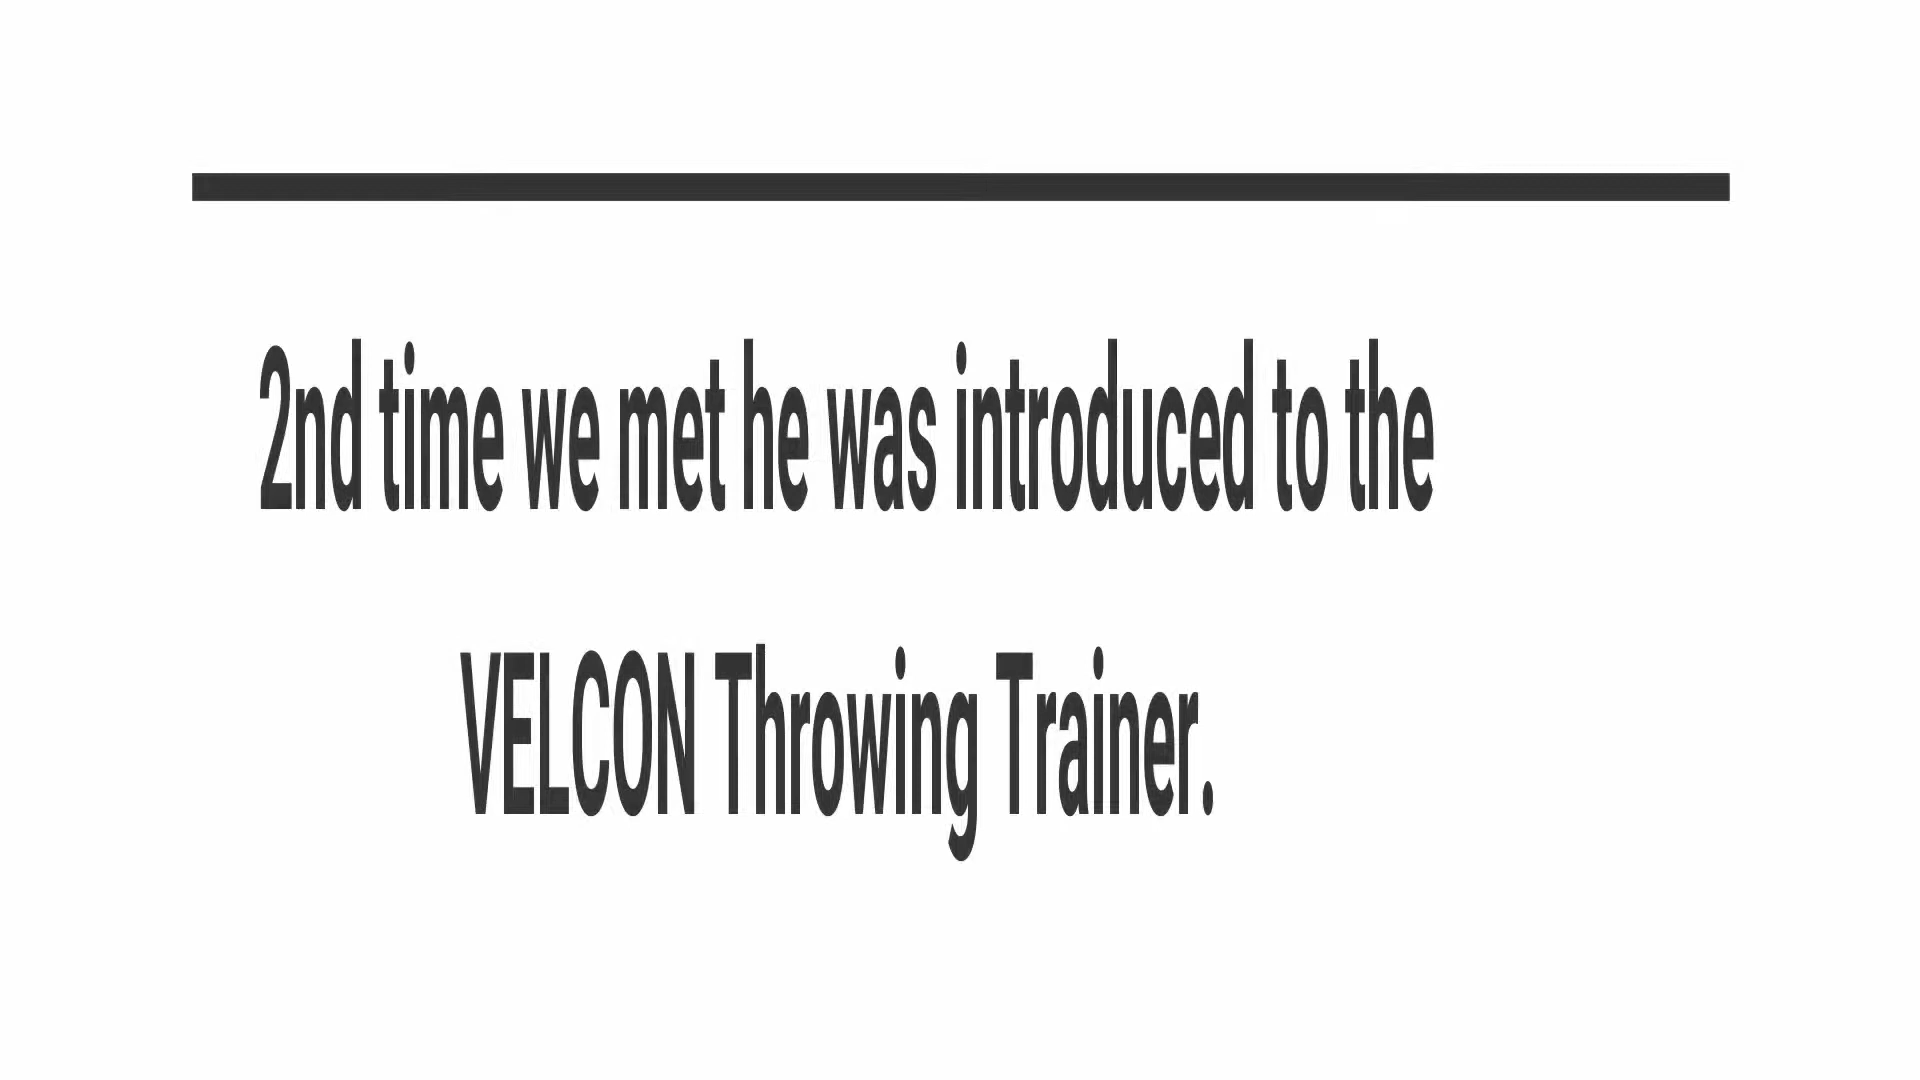 2nd time we met he was introduced to the
VELCON Throwing Trainer.